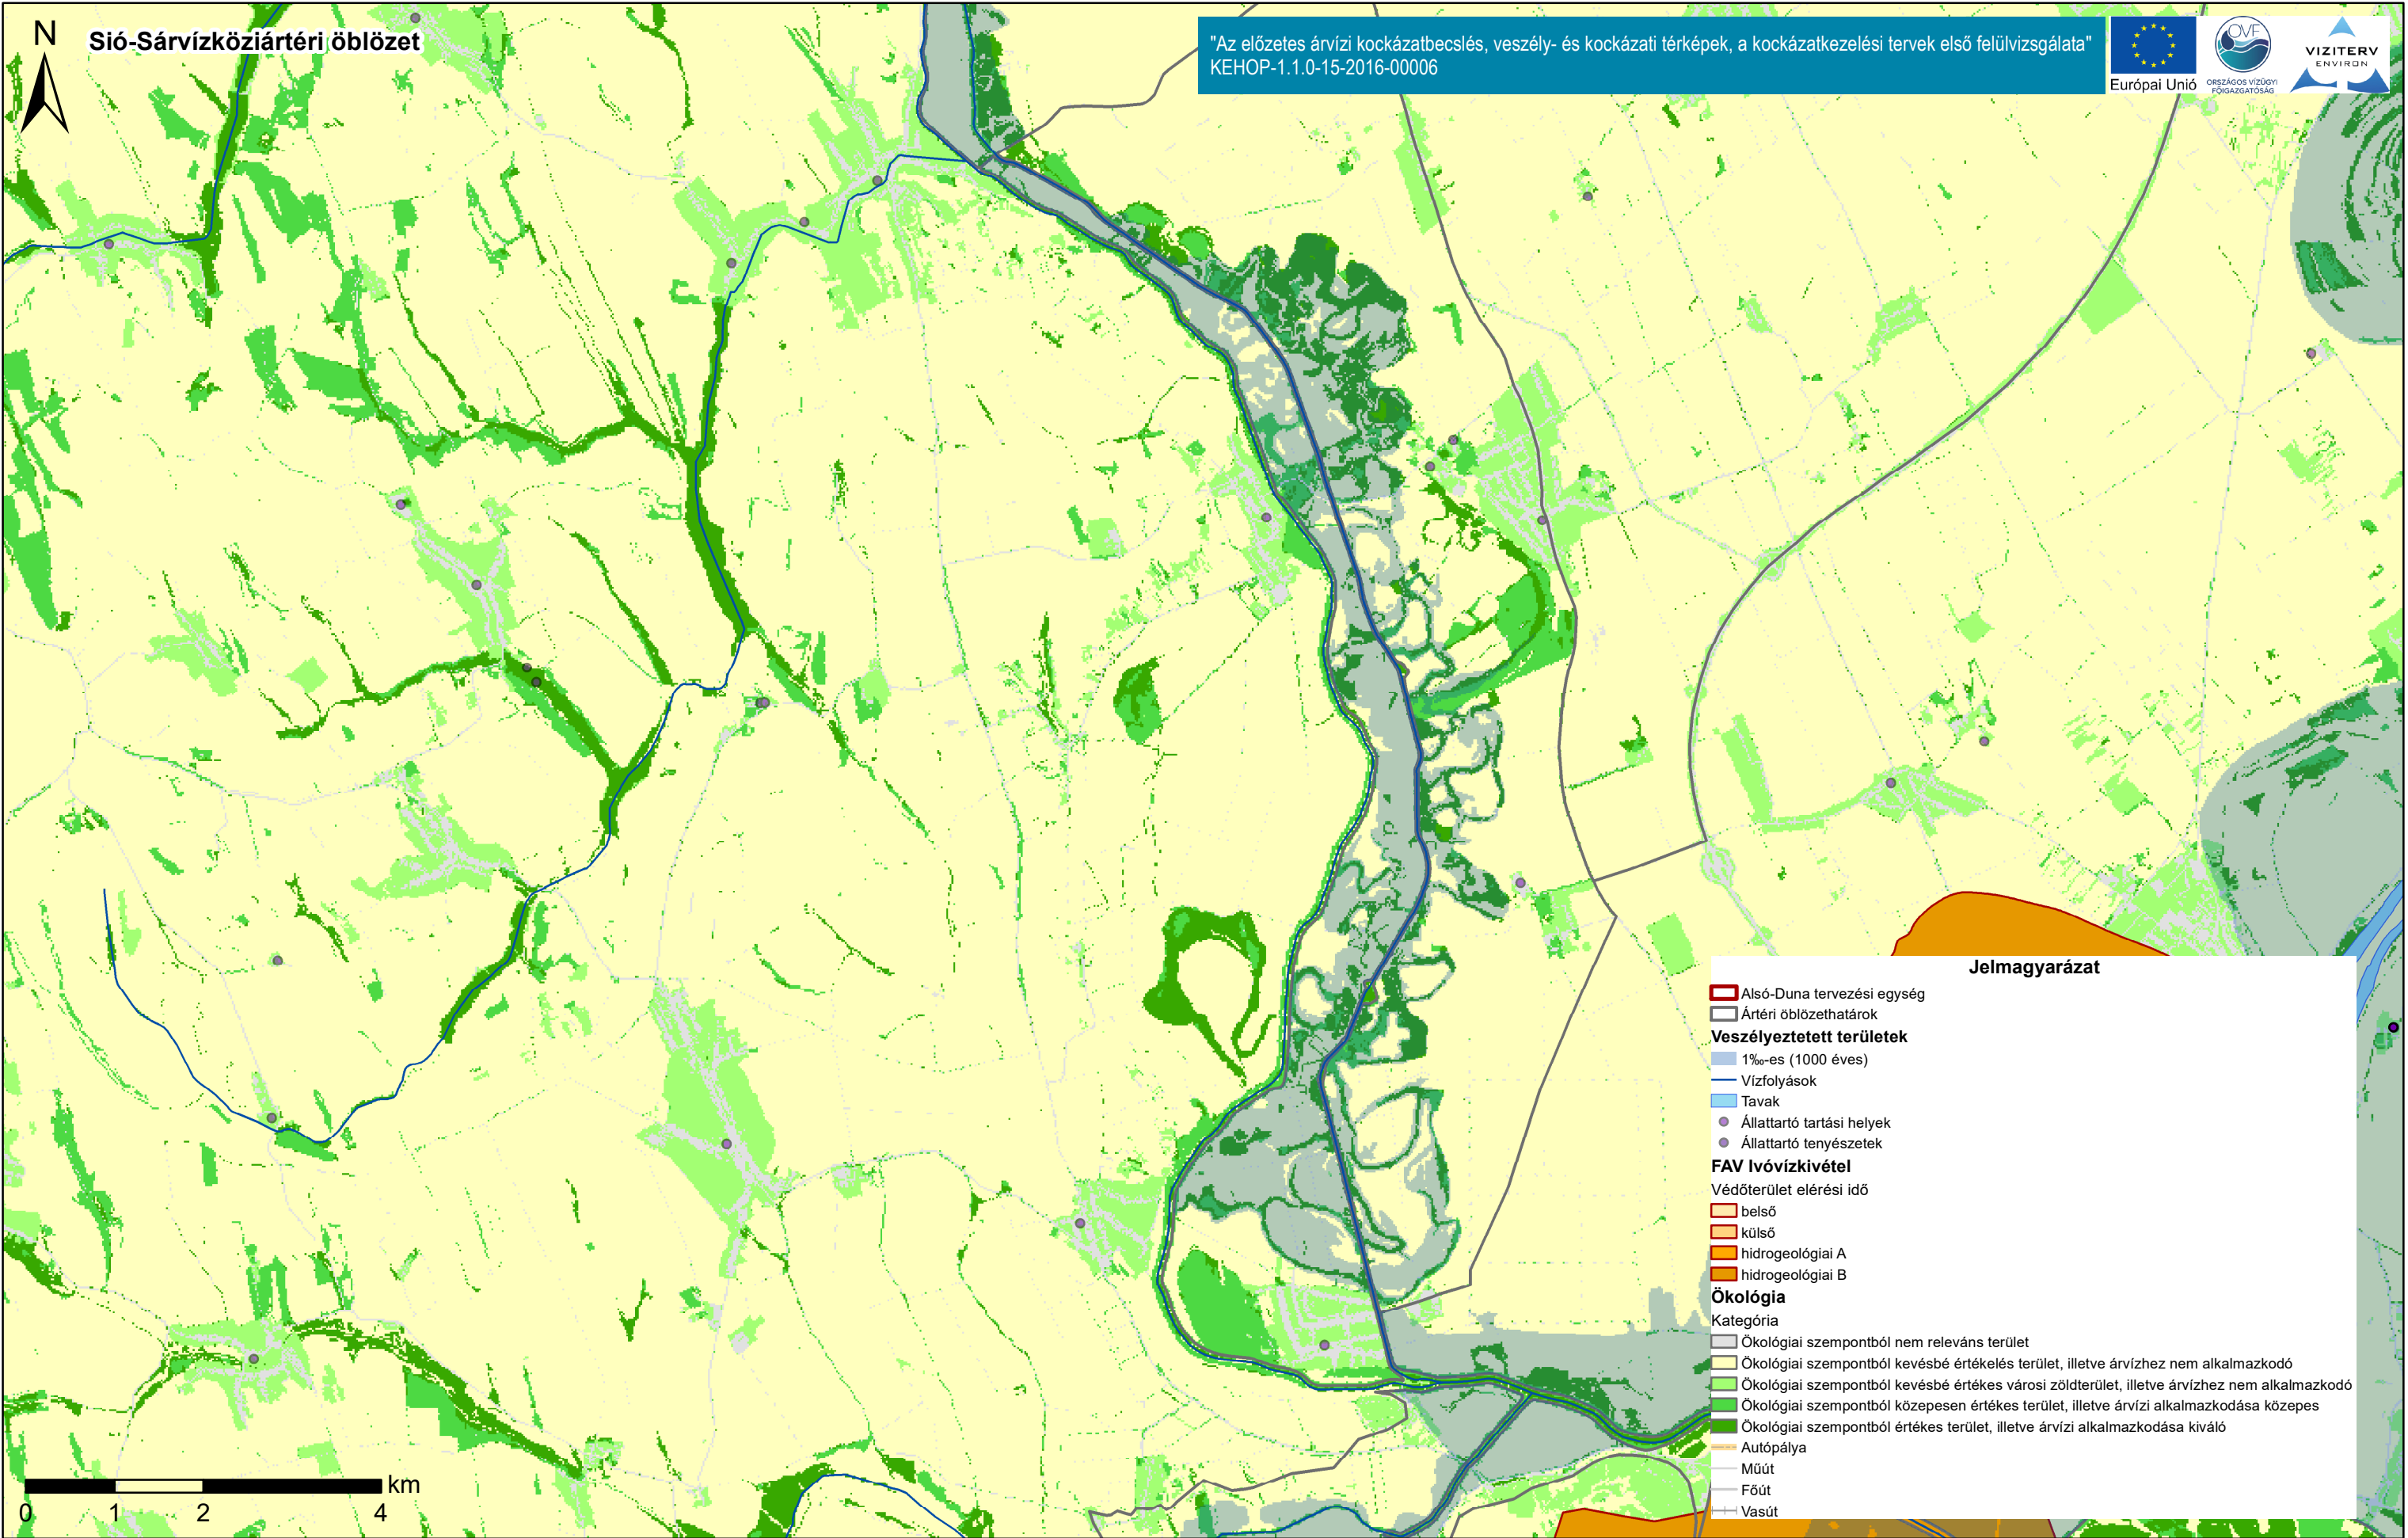 N
Sió-Sárvízköziártéri öblözet
"Az előzetes árvízi kockázatbecslés, veszély- és kockázati térképek, a kockázatkezelési tervek első felülvizsgálata"
KEHOP-1.1.0-15-2016-00006
Európai Unió
OVF
ORSZÁGOS VÍZÜGYI
FŐIGAZGATÓSÁG
VIZITERV
ENVIRON
Jelmagyarázat
Alsó-Duna tervezési egység
Ártéri öblözethatárok
Veszélyeztetett területek
1‰-es (1000 éves)
Vízfolyások
Tavak
Állattartó tartási helyek
Állattartó tenyészetek
FAV Ivóvízkivétel
Védőterület elérési idő
belső
külső
hidrogeológiai A
hidrogeológiai B
Ökológia
Kategória
Ökológiai szempontból nem releváns terület
Ökológiai szempontból kevésbé értékelés terület, illetve árvízhez nem alkalmazkodó
Ökológiai szempontból kevésbé értékes városi zöldterület, illetve árvízhez nem alkalmazkodó
Ökológiai szempontból közepesen értékes terület, illetve árvízi alkalmazkodása közepes
Ökológiai szempontból értékes terület, illetve árvízi alkalmazkodása kiváló
Autópálya
Műút
Főút
Vasút
km
0 1 2 4